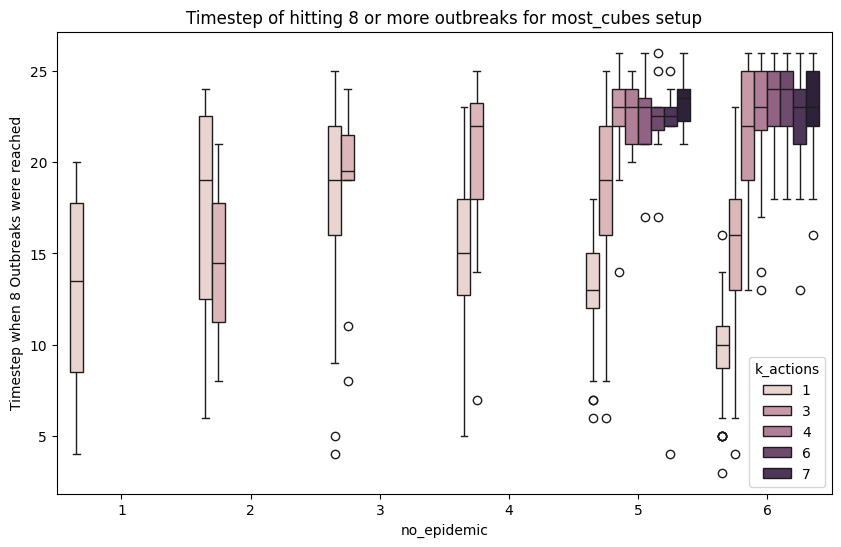 Timestep of hitting 8 or more outbreaks for most_cubes setup
Timestep when 8 Outbreaks were reached
25
20
15
10
5
1 2 3 4 5 6
no_epidemic
k_actions
1
3
4
6
7